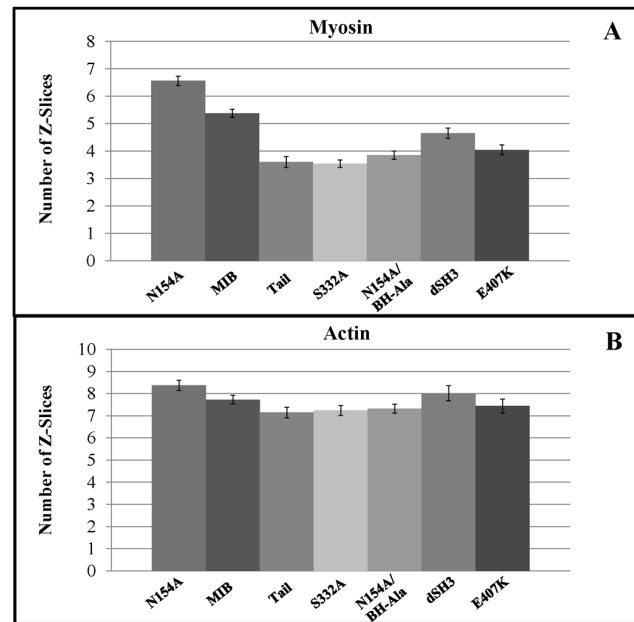 Myosin
A
Number of Z-Slices
8
7
6
5
4
3
2
1
0
N154A
MIB
Tail
S332A
N154A/
BH-Ala
dSH3
E407K
Actin
B
Number of Z-Slices
10
9
8
7
6
5
4
3
2
1
0
N154A
MIB
Tail
S332A
N154A/
BH-Ala
dSH3
E407K